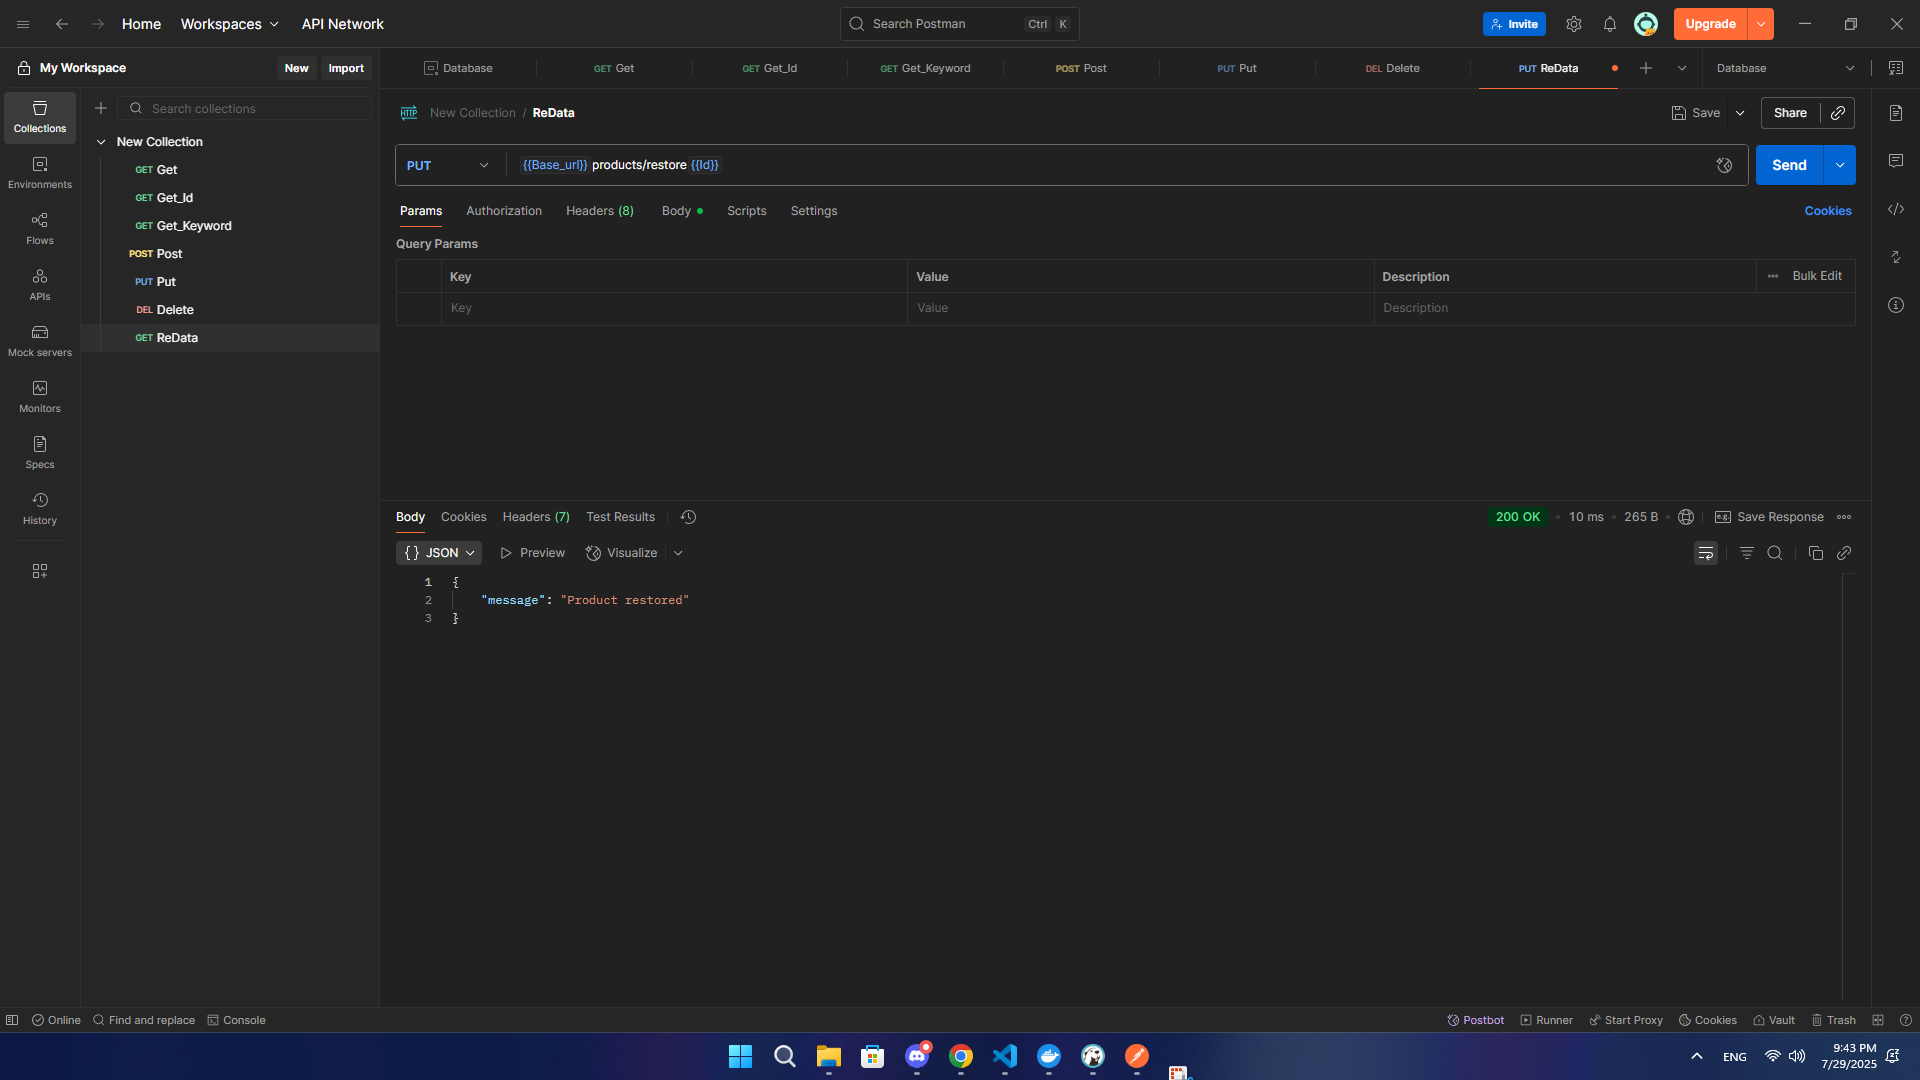 Home
Workspaces
API Network
Search Postman
Ctrl K
Invite
Upgrade
My Workspace
New
Import
Database
GET Get
GET Get_Id
GET Get_Keyword
POST Post
PUT Put
DEL Delete
PUT ReData
Database
Collections
Environments
Flows
APIs
Mock servers
Monitors
Specs
History
Search collections
New Collection
GET Get
GET Get_Id
GET Get_Keyword
POST Post
PUT Put
DEL Delete
GET ReData
HTTP New Collection / ReData
Save
Share
PUT
{{Base_url}} products/restore {{Id}}
Send
Params
Authorization
Headers (8)
Body
Scripts
Settings
Cookies
Query Params
Key
Value
Description
Bulk Edit
Key
Value
Description
Body
Cookies
Headers (7)
Test Results
200 OK
10 ms
265 B
e.g. Save Response
{} JSON
Preview
Visualize
1 {
2 "message": "Product restored"
3 }
Online
Find and replace
Console
Postbot
Runner
Start Proxy
Cookies
Vault
Trash
ENG
9:43 PM
7/29/2025